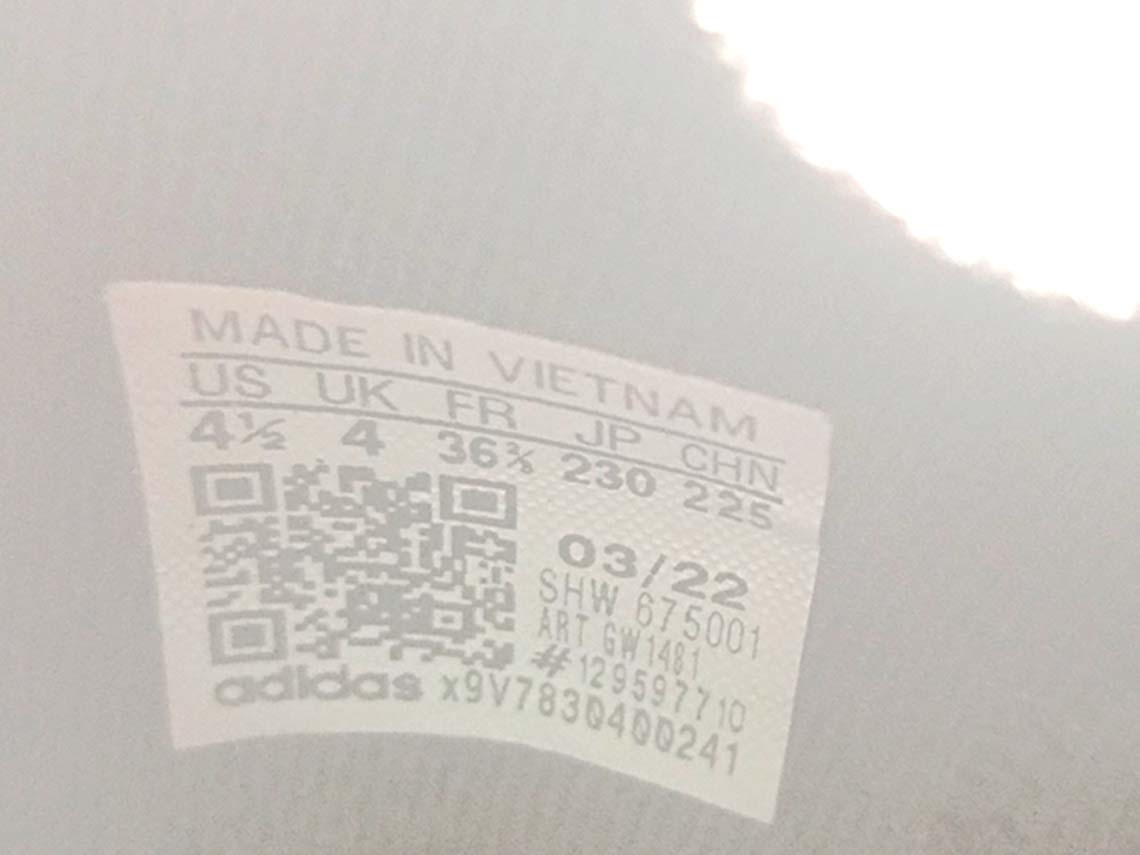 MADE IN VIETNAM
US UK FR JP CHN
4½ 4 36⅔ 230 225
03/22
SHW 675001
ART GW1481
# 129597710
adidas x9V7830400241